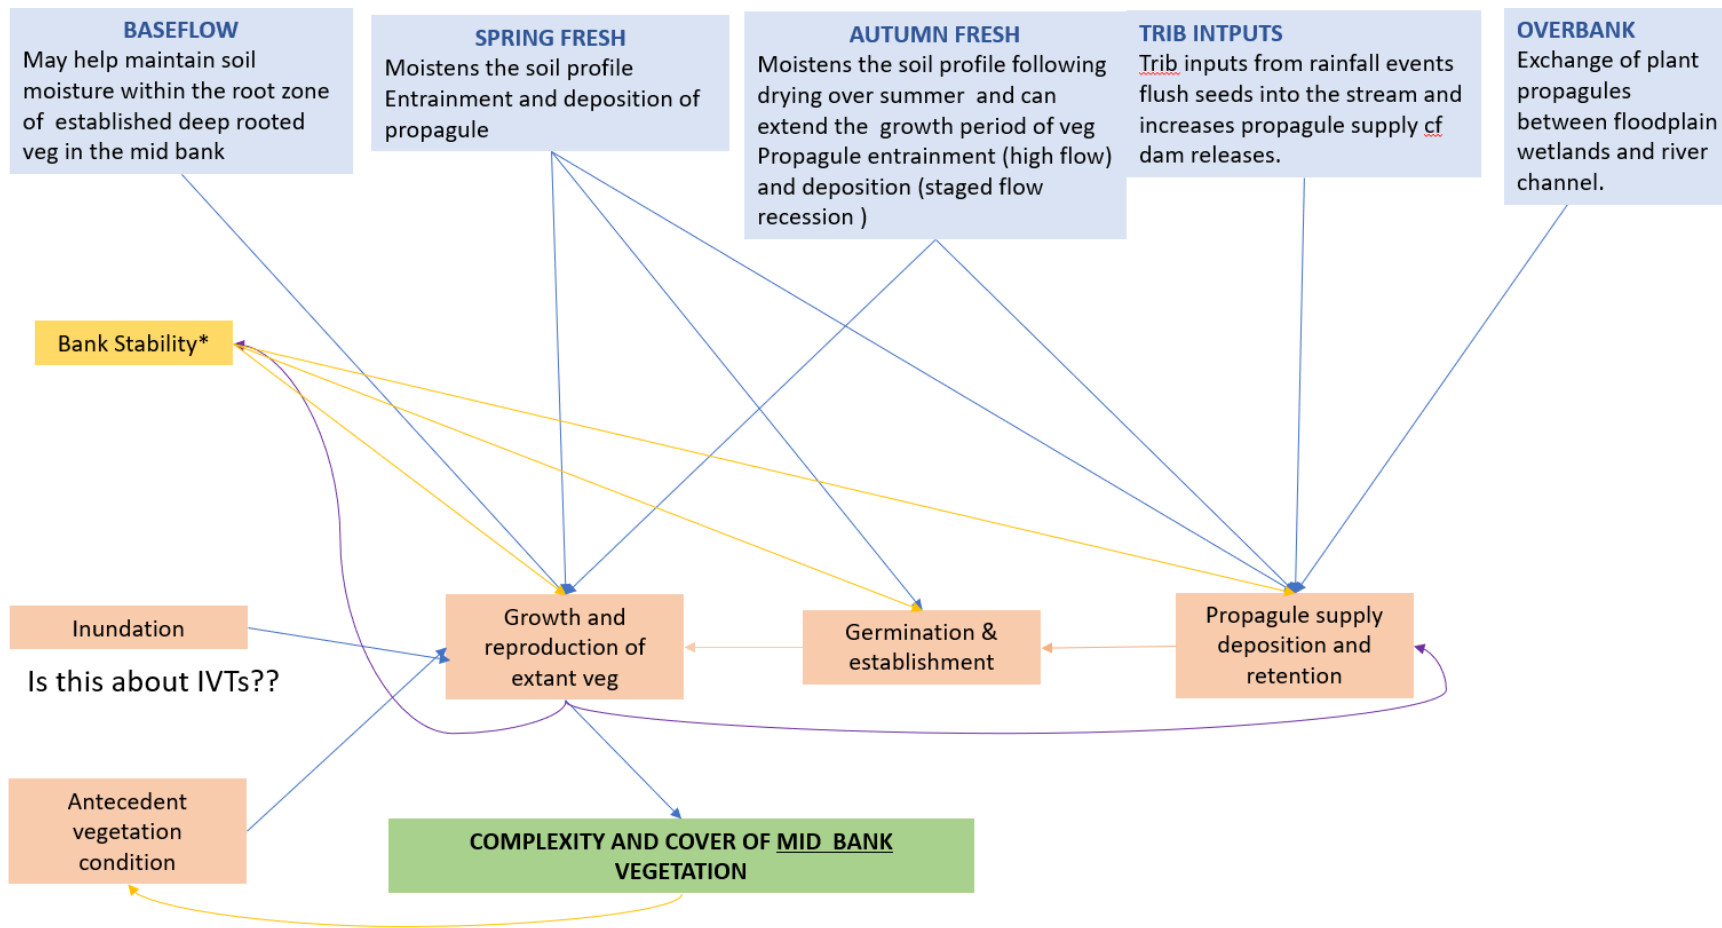 BASEFLOW
May help maintain soil
moisture within the root zone
of established deep rooted
veg in the mid bank
SPRING FRESH
Moistens the soil profile
Entrainment and deposition of
propagule
AUTUMN FRESH
Moistens the soil profile following
drying over summer and can
extend the growth period of veg
Propagule entrainment (high flow)
and deposition (staged flow
recession )
TRIB INTPUTS
Trib inputs from rainfall events
flush seeds into the stream and
increases propagule supply cf
dam releases.
OVERBANK
Exchange of plant
propagules
between floodplain
wetlands and river
channel.
Bank Stability*
Inundation
Is this about IVTs??
Growth and
reproduction of
extant veg
Germination &
establishment
Propagule supply
deposition and
retention
Antecedent
vegetation
condition
COMPLEXITY AND COVER OF MID BANK
VEGETATION